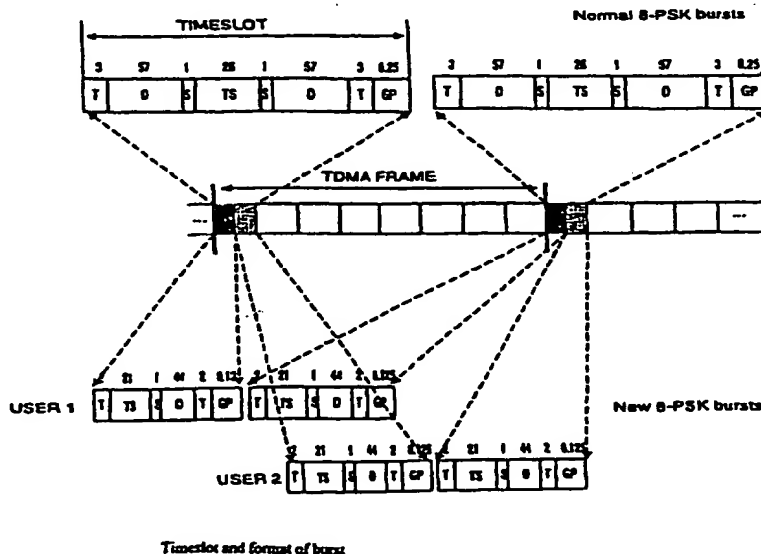 TIMESLOT
Normal 8-PSK bursts
3 57 1 26 1 57 3 8.25
T D S TS S D T GP
3 57 1 26 1 57 3 8.25
T D S TS S D T GP
TDMA FRAME
--- ---
21 1 44 2 21 1 44 2
USER 1
T TS S D T GP T TS S D T GP
New 8-PSK bursts
21 1 44 2 21 1 44 2
USER 2
T TS S D T GP T TS S D T GP
Timeslot and format of burst